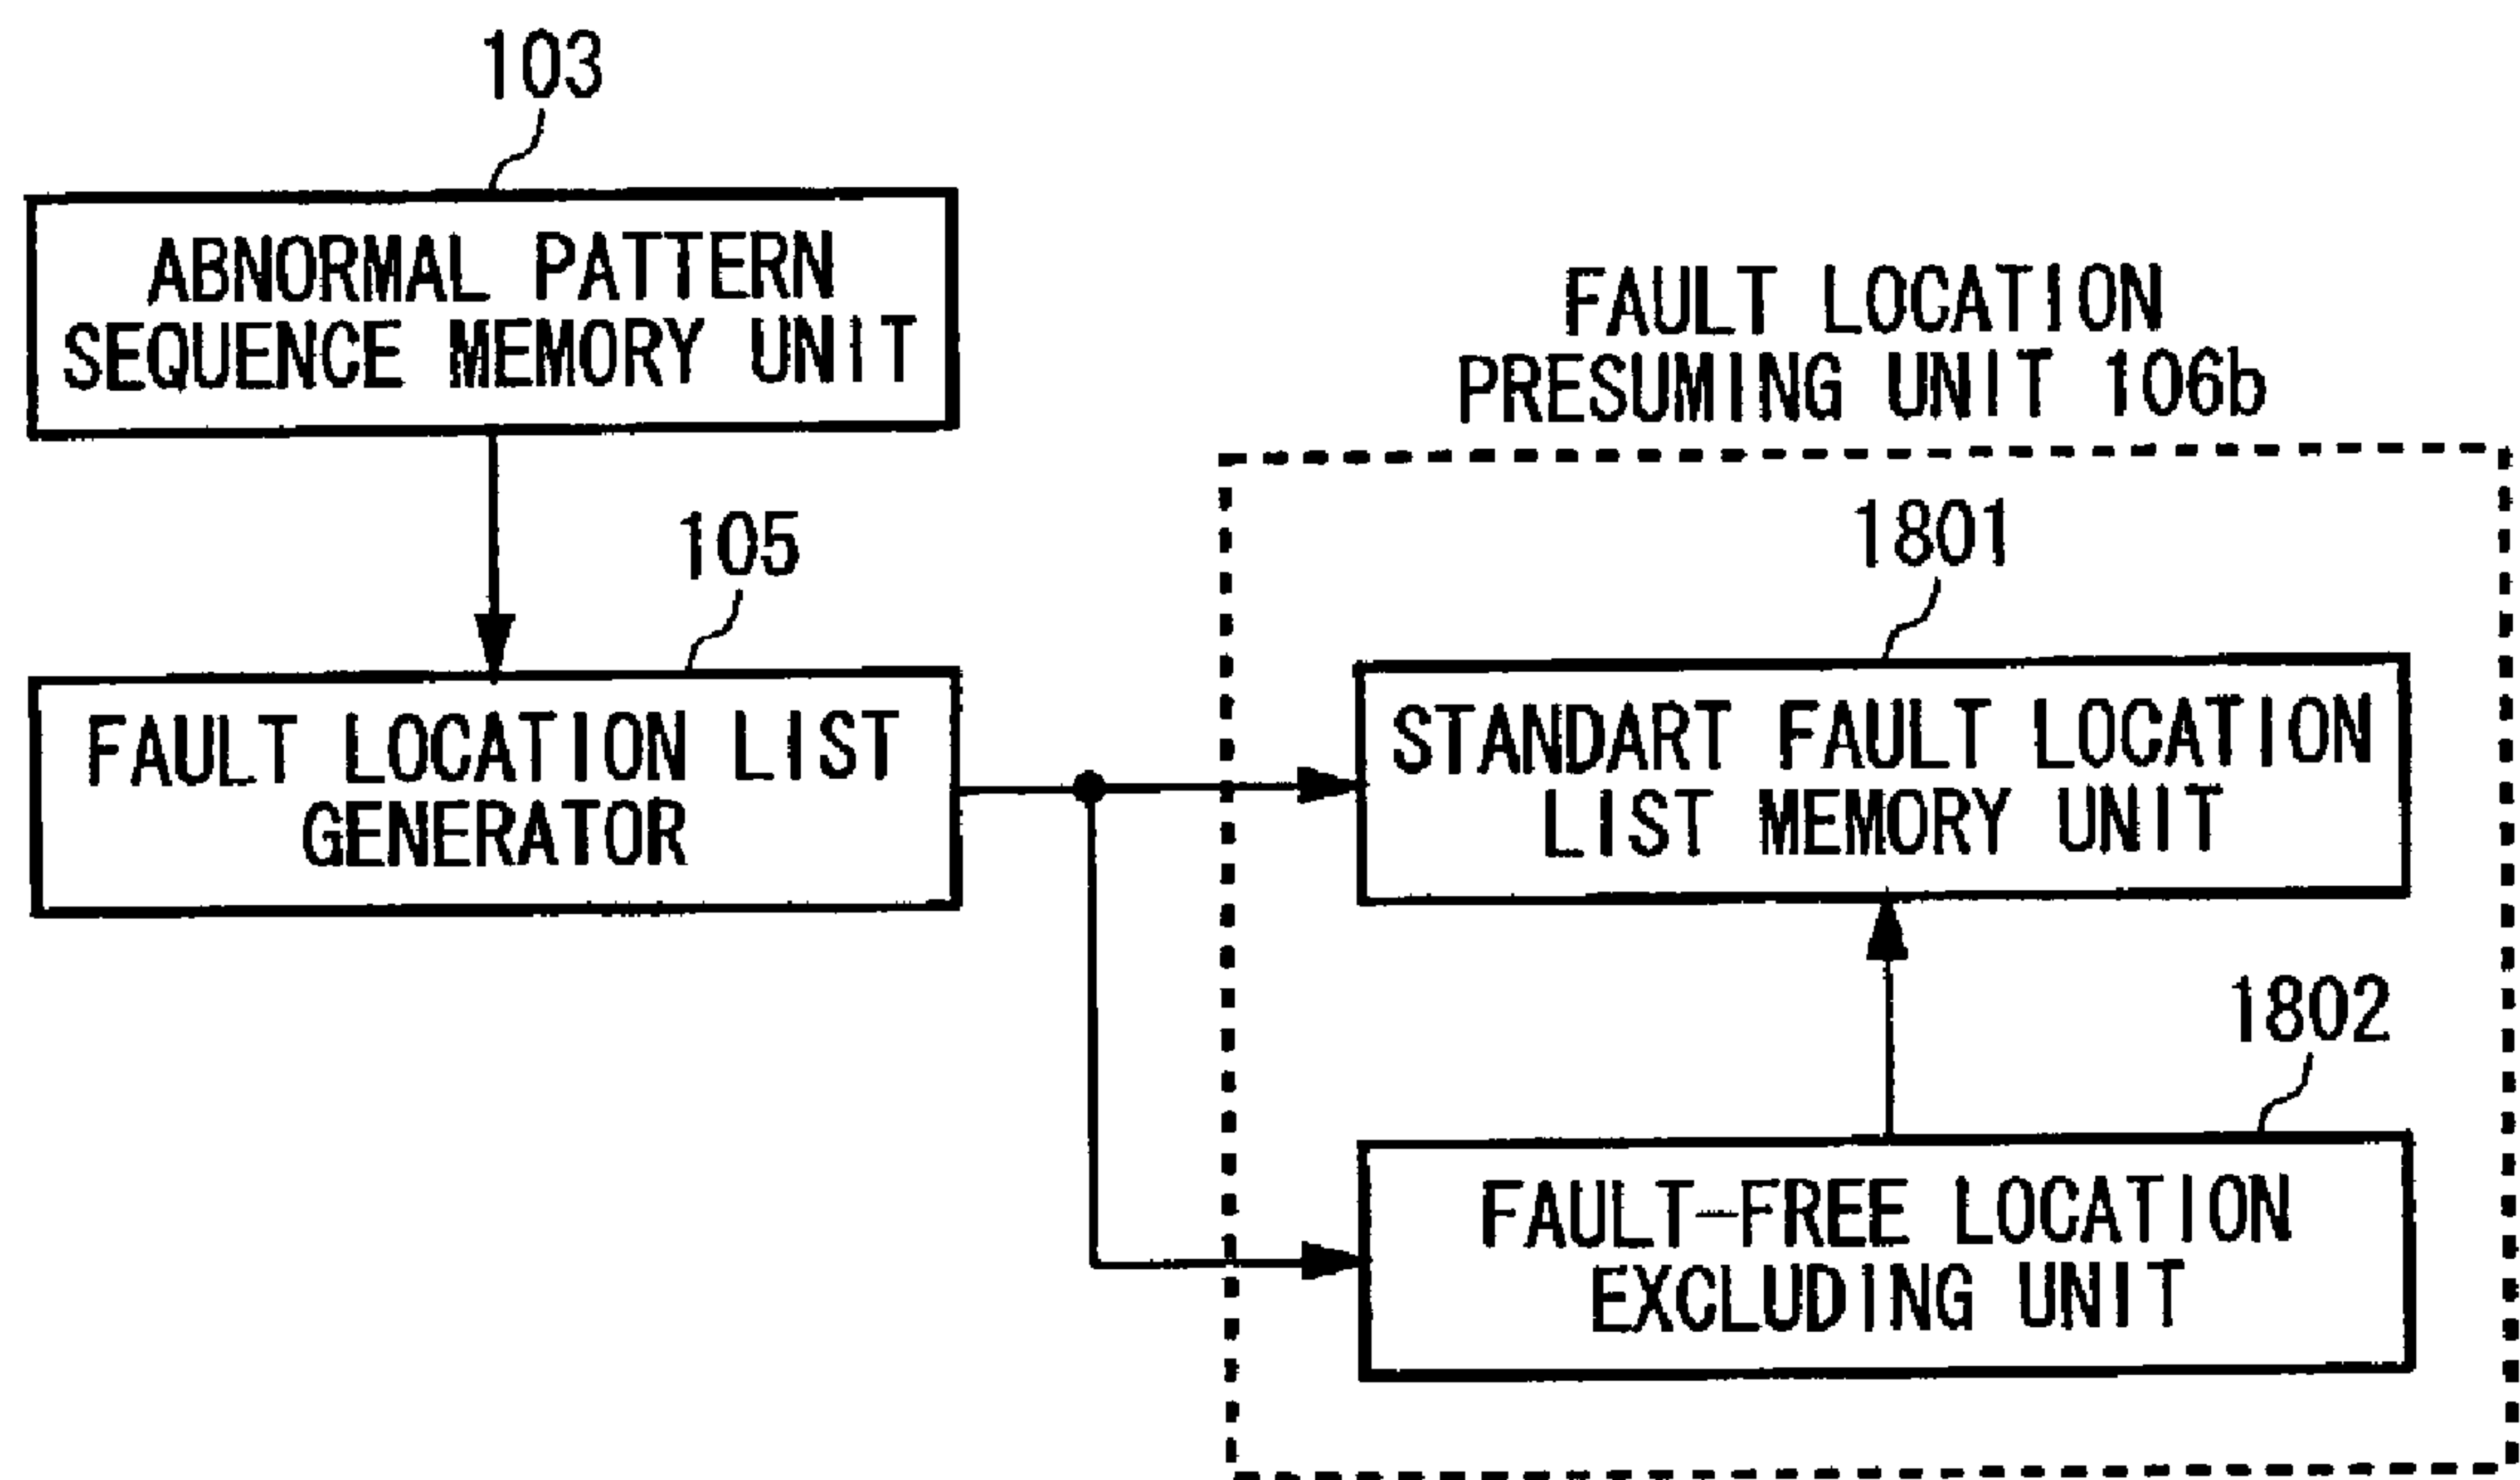 103
ABNORMAL PATTERN
SEQUENCE MEMORY UNIT
FAULT LOCATION
PRESUMING UNIT 106b
105
FAULT LOCATION LIST
GENERATOR
1801
STANDART FAULT LOCATION
LIST MEMORY UNIT
1802
FAULT-FREE LOCATION
EXCLUDING UNIT